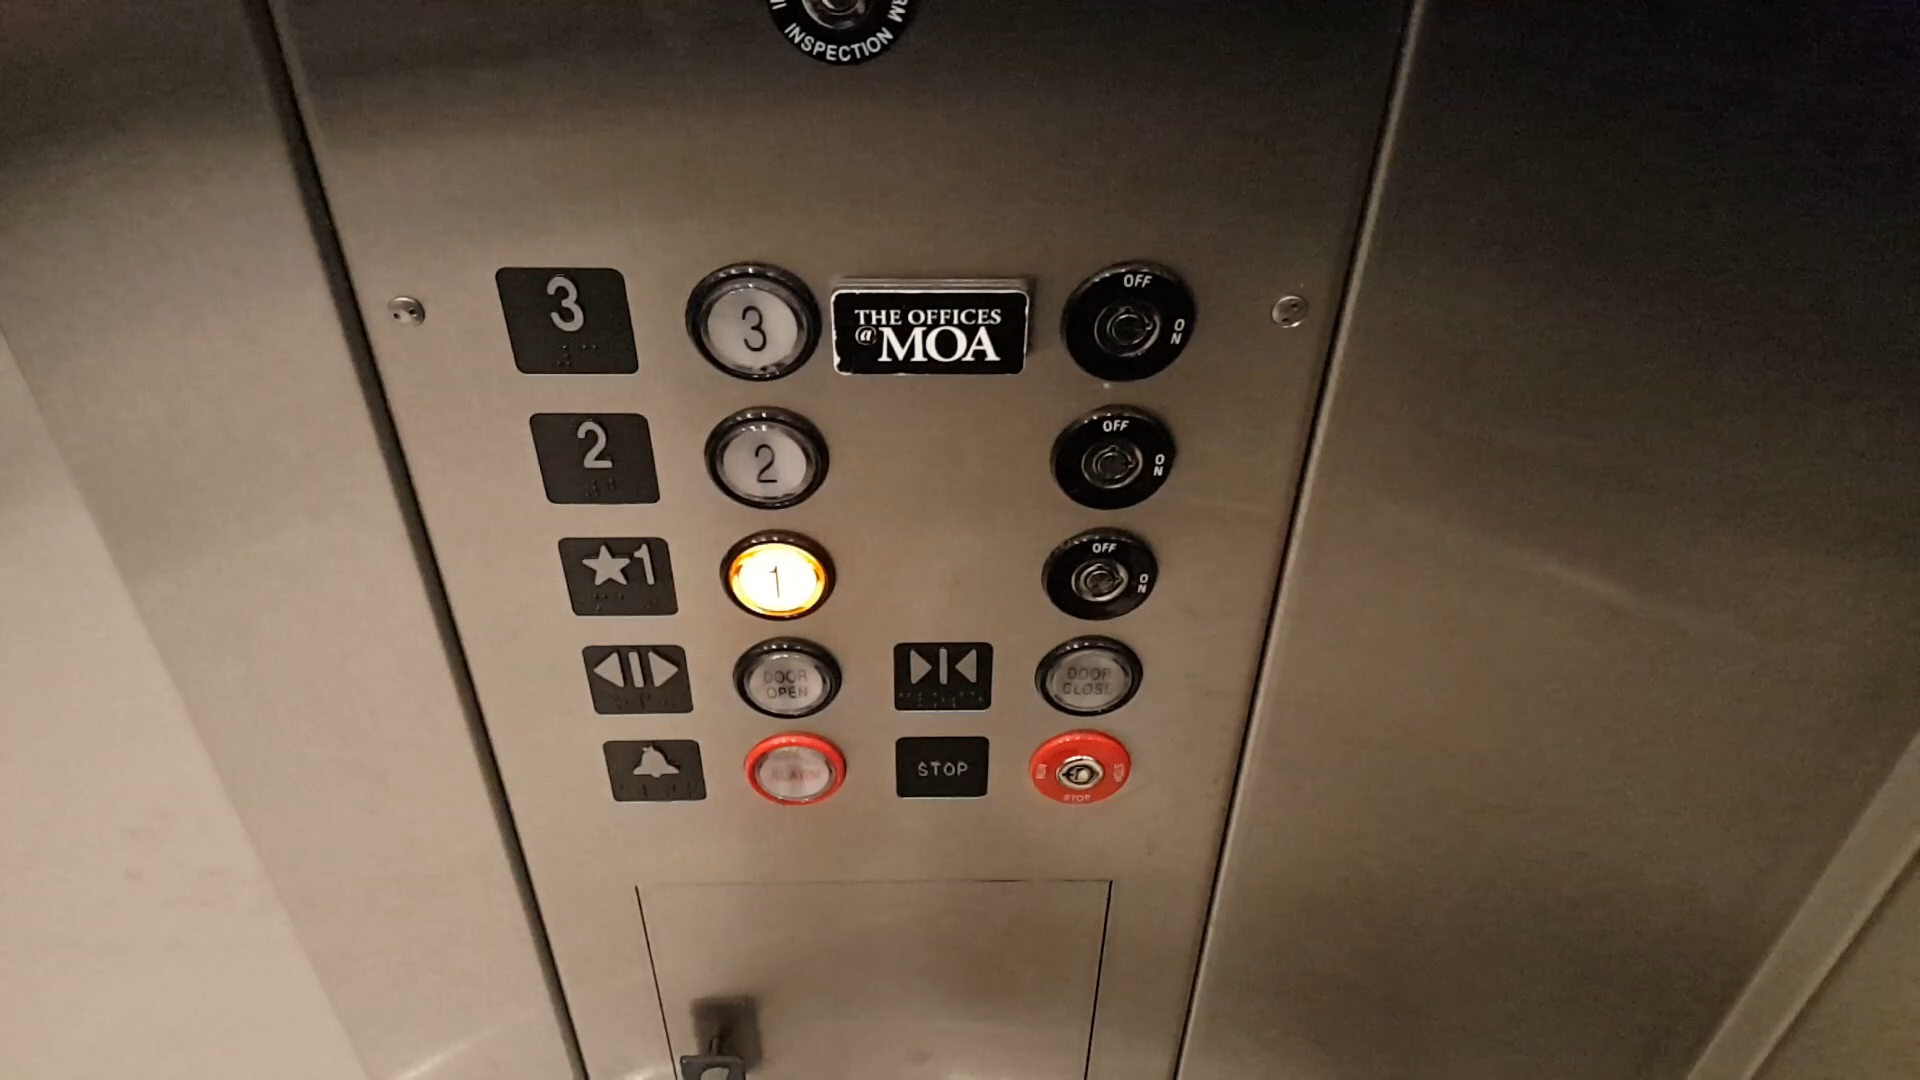 INSPECTION
3
3
THE OFFICES
@MOA
OFF
ON
2
2
OFF
ON
★1
1
OFF
ON
DOOR
OPEN
DOOR
CLOSE
ALARM
STOP
RUN
STOP